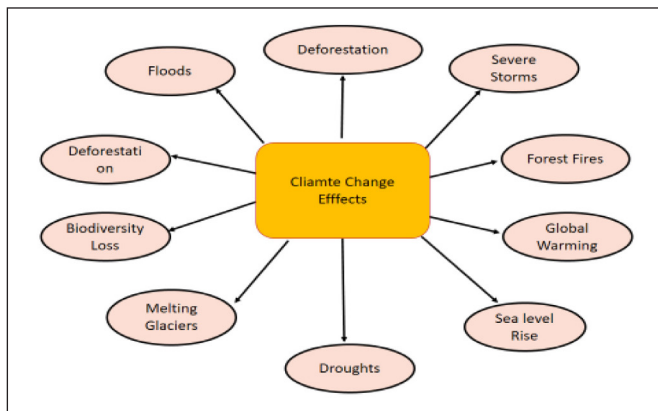 Deforestation
Floods
Severe
Storms
Deforestati
on
Forest Fires
Cliamte Change
Efffects
Biodiversity
Loss
Global
Warming
Melting
Glaciers
Sea level
Rise
Droughts